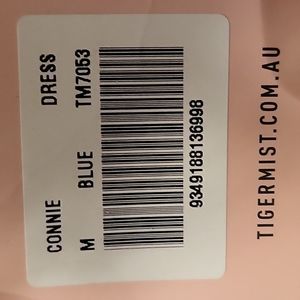 CONNIE DRESS
M BLUE TM7053
9349188136998
TIGERMIST.COM.AU